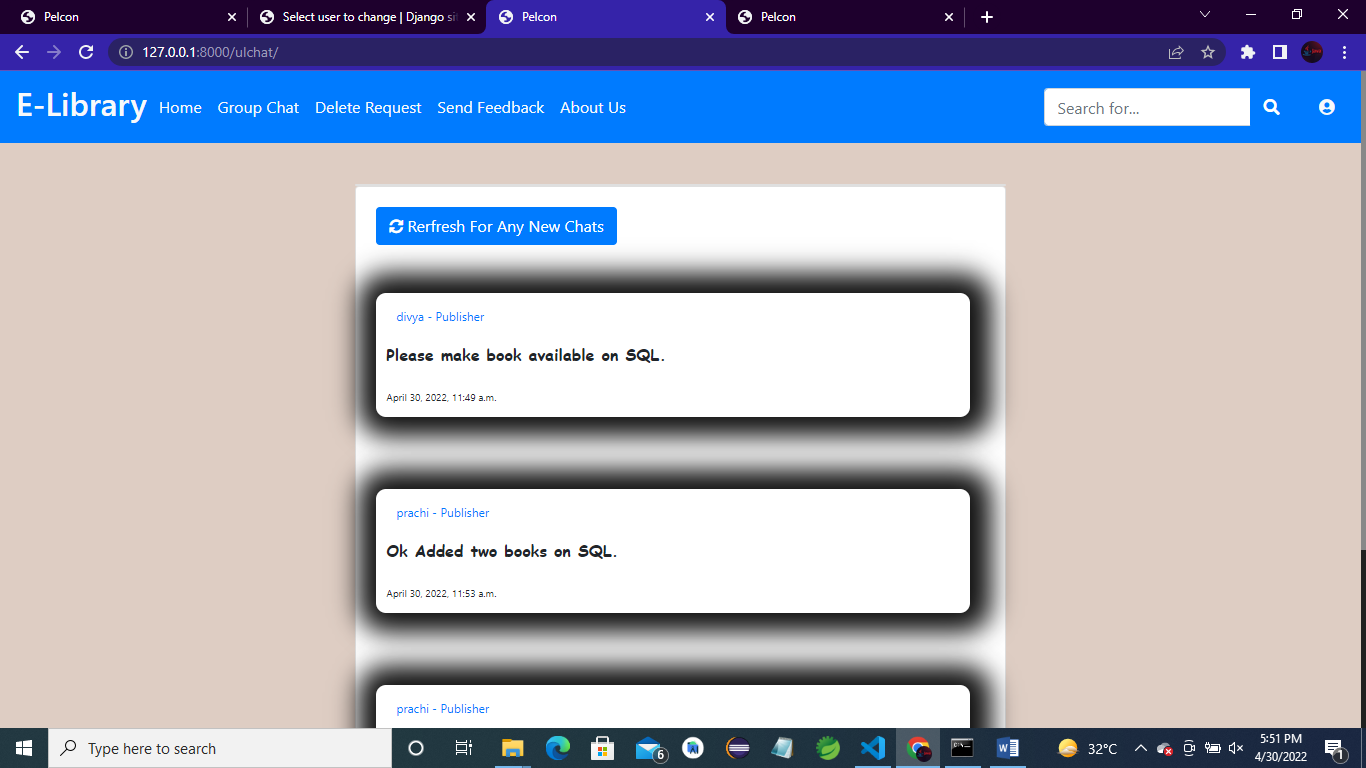 Pelcon
Select user to change | Django si
Pelcon
Pelcon
127.0.0.1:8000/ulchat/
E-Library Home Group Chat Delete Request Send Feedback About Us Search for...
Rerfresh For Any New Chats
divya - Publisher
Please make book available on SQL.
April 30, 2022, 11:49 a.m.
prachi - Publisher
Ok Added two books on SQL.
April 30, 2022, 11:53 a.m.
prachi - Publisher
Type here to search
6
32°C
5:51 PM
4/30/2022
1